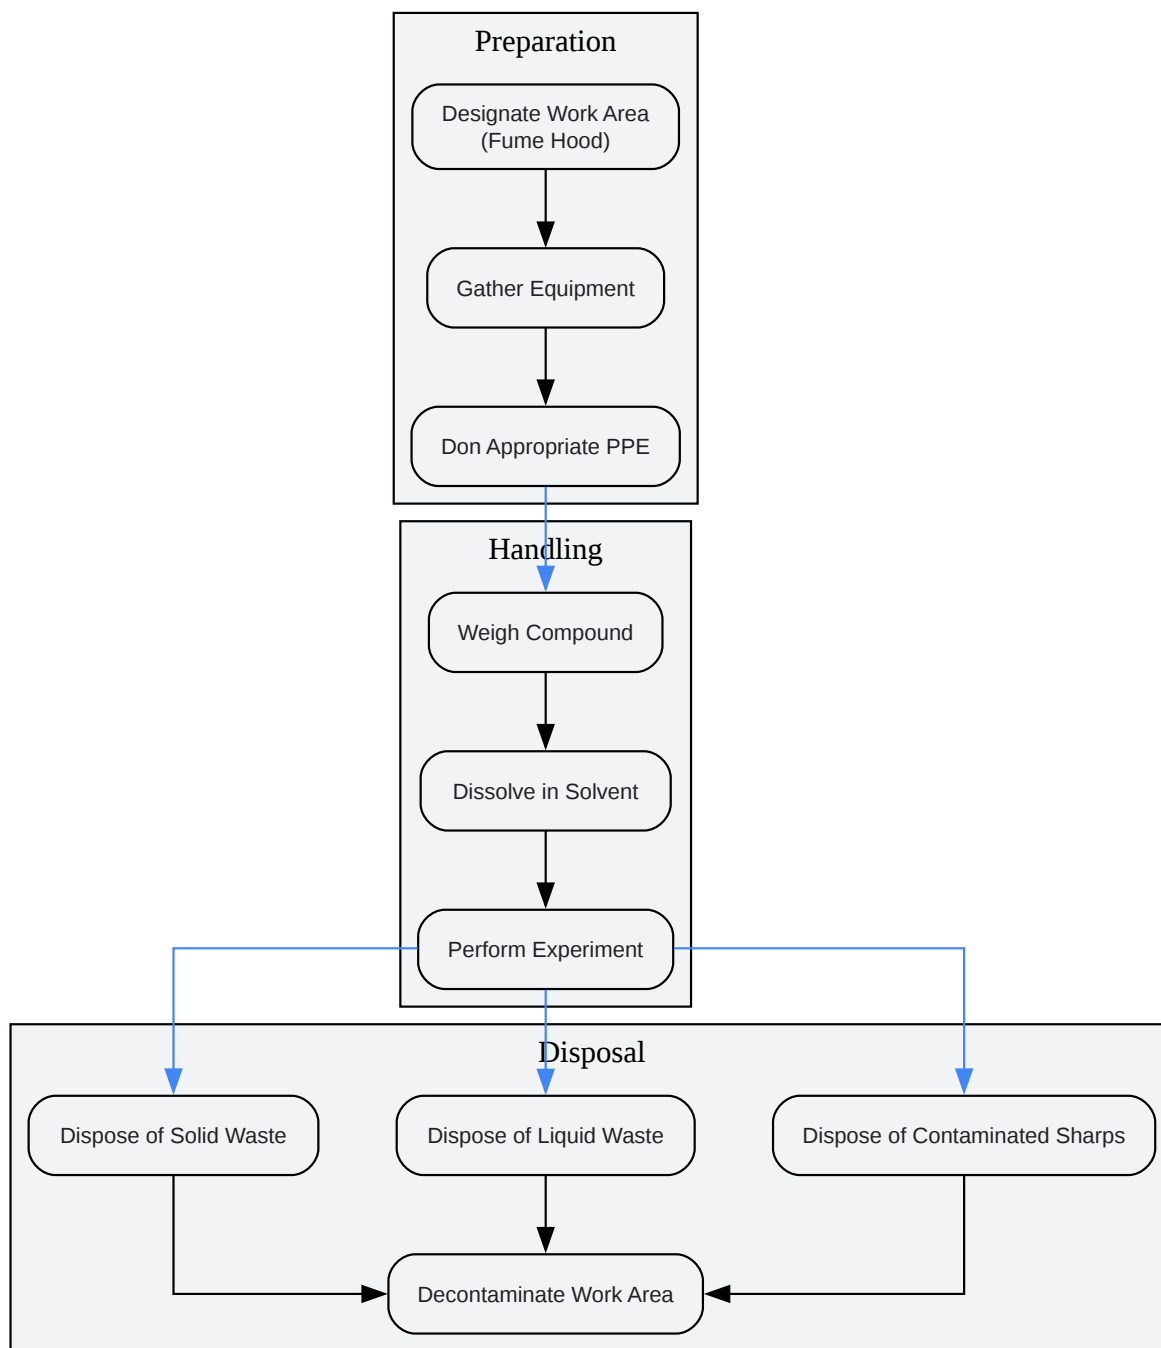 Preparation
Designate Work Area
(Fume Hood)
Gather Equipment
Don Appropriate PPE
Handling
Weigh Compound
Dissolve in Solvent
Perform Experiment
Disposal
Dispose of Solid Waste
Dispose of Liquid Waste
Dispose of Contaminated Sharps
Decontaminate Work Area